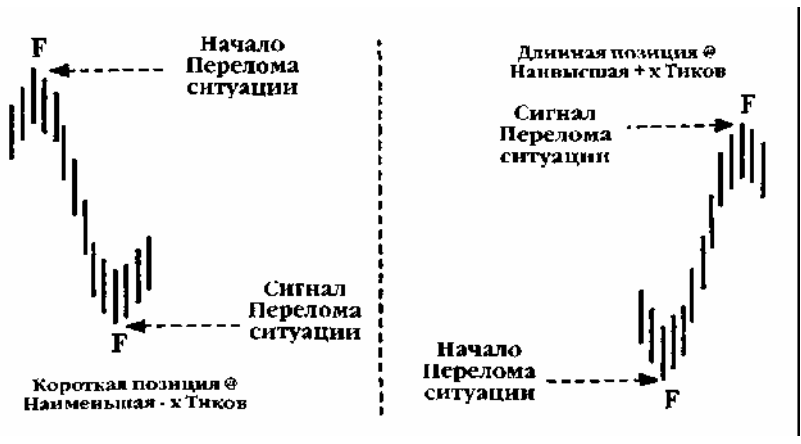 F
Начало
Перелома
ситуации
Сигнал
Перелома
ситуации
F
Короткая позиция @
Наименьшая - x Тиков
Длинная позиция @
Наивысшая + x Тиков
F
Сигнал
Перелома
ситуации
Начало
Перелома
ситуации
F